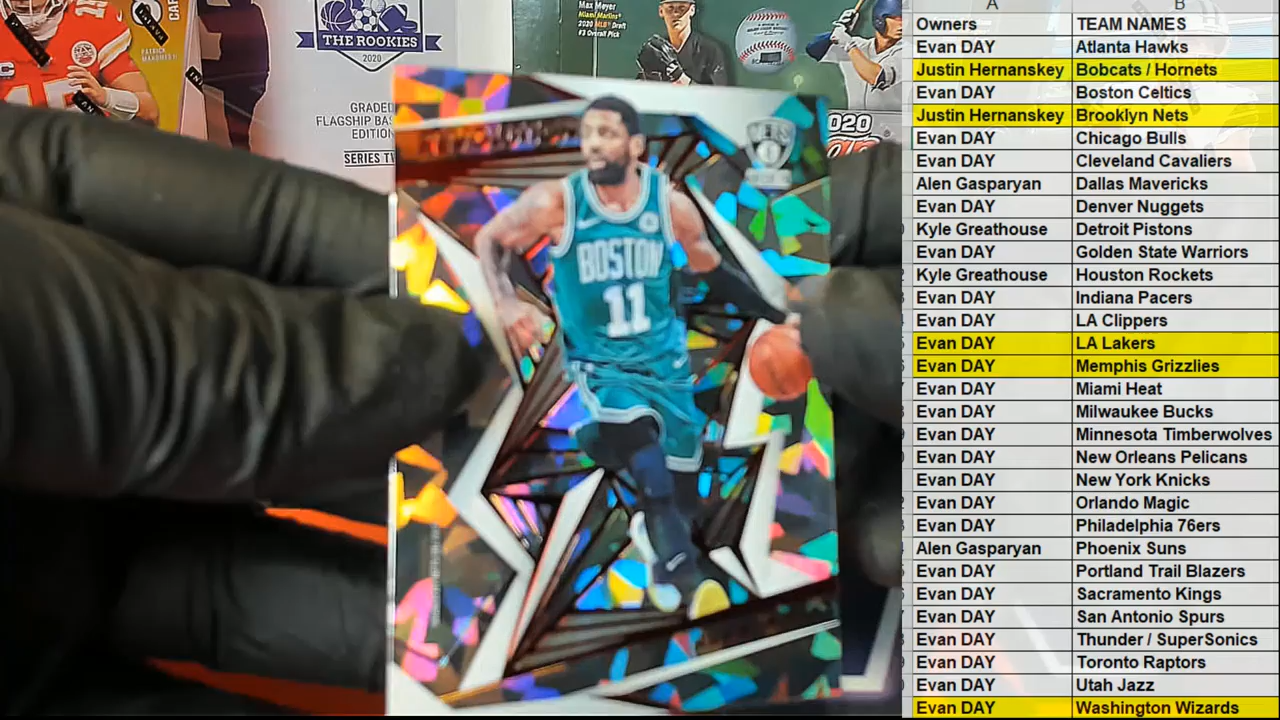 A B
Owners TEAM NAMES
Evan DAY Atlanta Hawks
Justin Hernanskey Bobcats / Hornets
Evan DAY Boston Celtics
Justin Hernanskey Brooklyn Nets
Evan DAY Chicago Bulls
Evan DAY Cleveland Cavaliers
Alen Gasparyan Dallas Mavericks
Evan DAY Denver Nuggets
Kyle Greathouse Detroit Pistons
Evan DAY Golden State Warriors
Kyle Greathouse Houston Rockets
Evan DAY Indiana Pacers
Evan DAY LA Clippers
Evan DAY LA Lakers
Evan DAY Memphis Grizzlies
Evan DAY Miami Heat
Evan DAY Milwaukee Bucks
Evan DAY Minnesota Timberwolves
Evan DAY New Orleans Pelicans
Evan DAY New York Knicks
Evan DAY Orlando Magic
Evan DAY Philadelphia 76ers
Alen Gasparyan Phoenix Suns
Evan DAY Portland Trail Blazers
Evan DAY Sacramento Kings
Evan DAY San Antonio Spurs
Evan DAY Thunder / SuperSonics
Evan DAY Toronto Raptors
Evan DAY Utah Jazz
Evan DAY Washington Wizards
THE ROOKIES
2020
GRADED
FLAGSHIP BAS
EDITION
SERIES TW
Max Meyer
Miami Marlins
2020 MLB Draft
#3 Overall Pick
2020
NETS
BOSTON
11